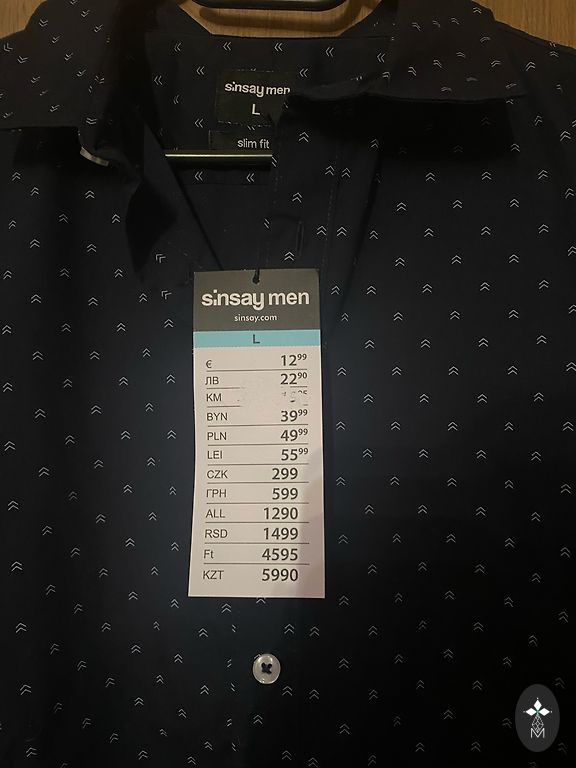 sinsay men
L
slim fit
sinsay men
sinsay.com
L
€ 12⁹⁹
ЛВ 22⁹⁰
KM
BYN 39⁹⁹
PLN 49⁹⁹
LEI 55⁹⁹
CZK 299
ГРН 599
ALL 1290
RSD 1499
Ft 4595
KZT 5990
M